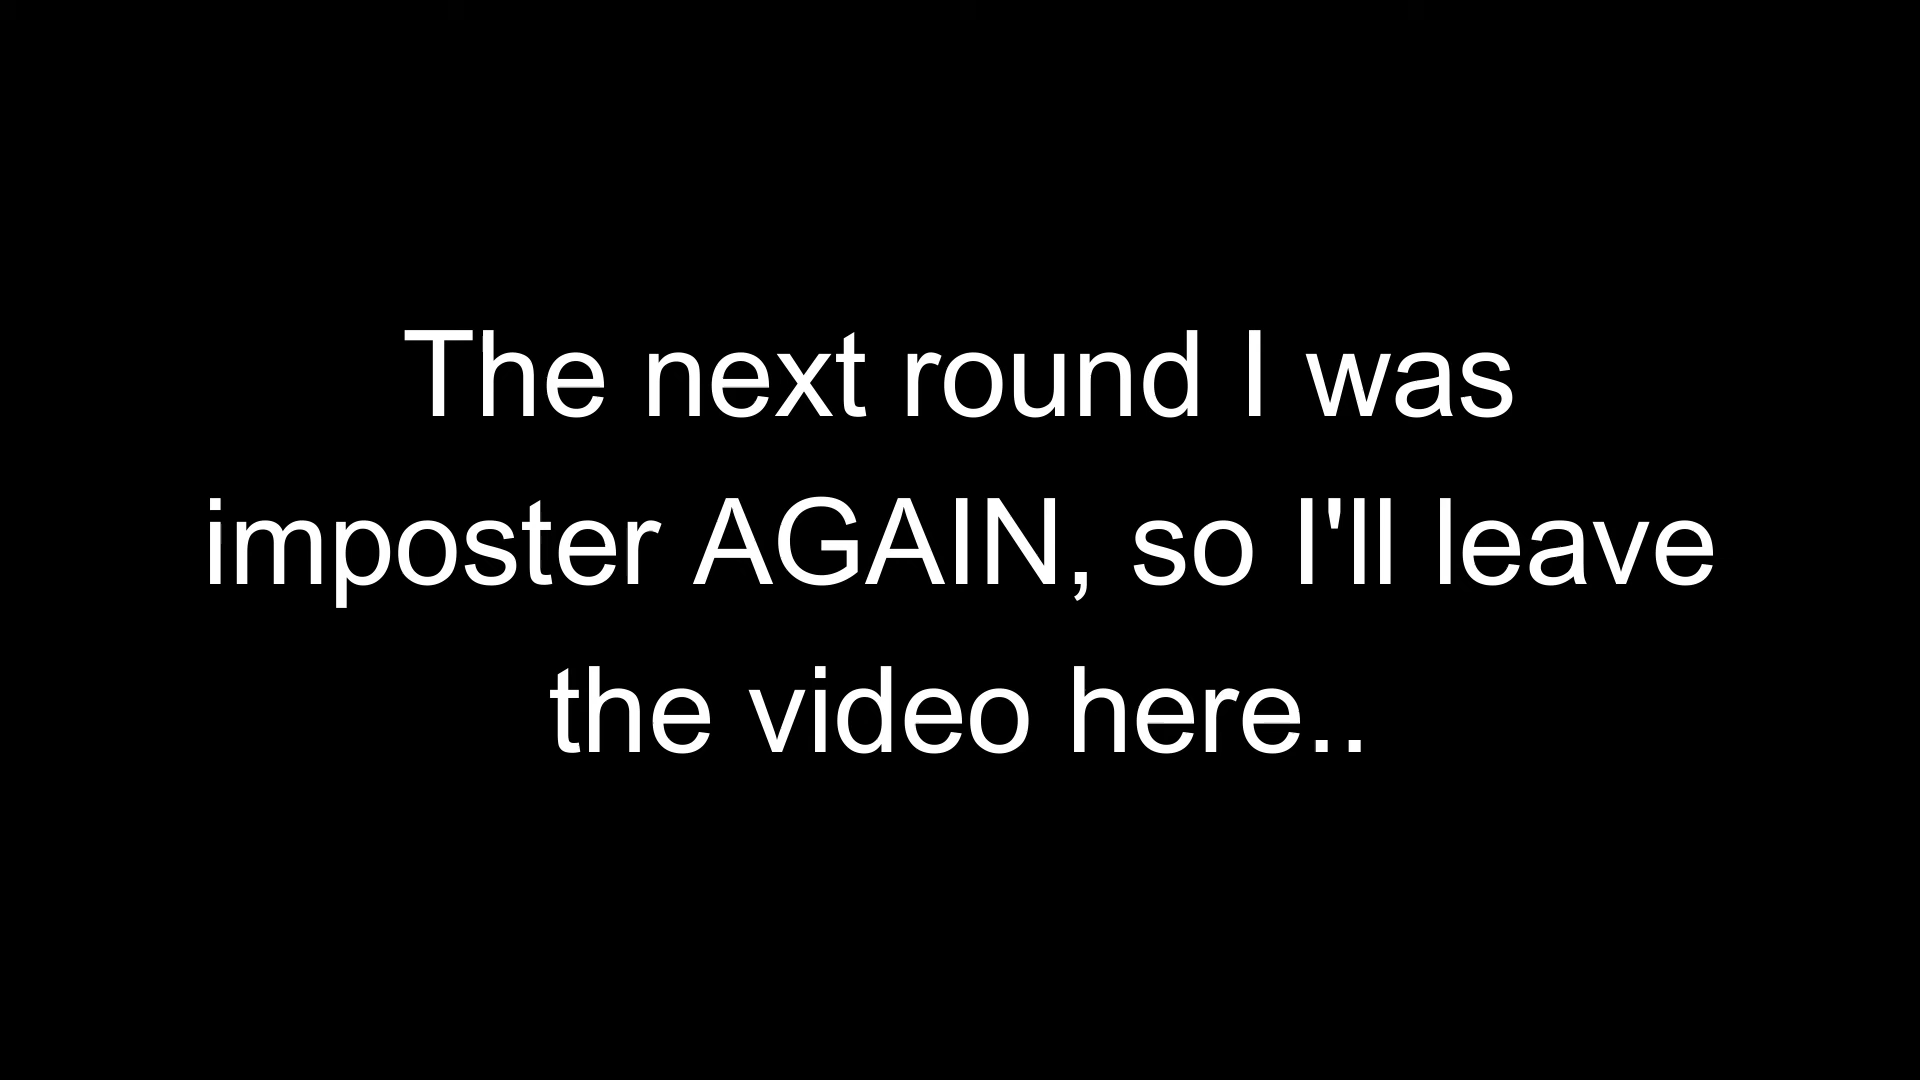 The next round I was
imposter AGAIN, so I'll leave
the video here..